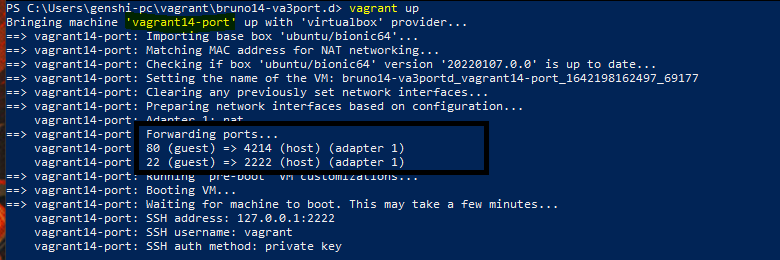 PS C:\Users\genshi-pc\vagrant\bruno14-va3port.d> vagrant up
Bringing machine 'vagrant14-port' up with 'virtualbox' provider...
==> vagrant14-port: Importing base box 'ubuntu/bionic64'...
==> vagrant14-port: Matching MAC address for NAT networking...
==> vagrant14-port: Checking if box 'ubuntu/bionic64' version '20220107.0.0' is up to date...
==> vagrant14-port: Setting the name of the VM: bruno14-va3portd_vagrant14-port_1642198162497_69177
==> vagrant14-port: Clearing any previously set network interfaces...
==> vagrant14-port: Preparing network interfaces based on configuration...
vagrant14-port: Adapter 1: nat
==> vagrant14-port Forwarding ports...
vagrant14-port 80 (guest) => 4214 (host) (adapter 1)
vagrant14-port 22 (guest) => 2222 (host) (adapter 1)
==> vagrant14-port: Running 'pre-boot' VM customizations...
==> vagrant14-port: Booting VM...
==> vagrant14-port: Waiting for machine to boot. This may take a few minutes...
vagrant14-port: SSH address: 127.0.0.1:2222
vagrant14-port: SSH username: vagrant
vagrant14-port: SSH auth method: private key